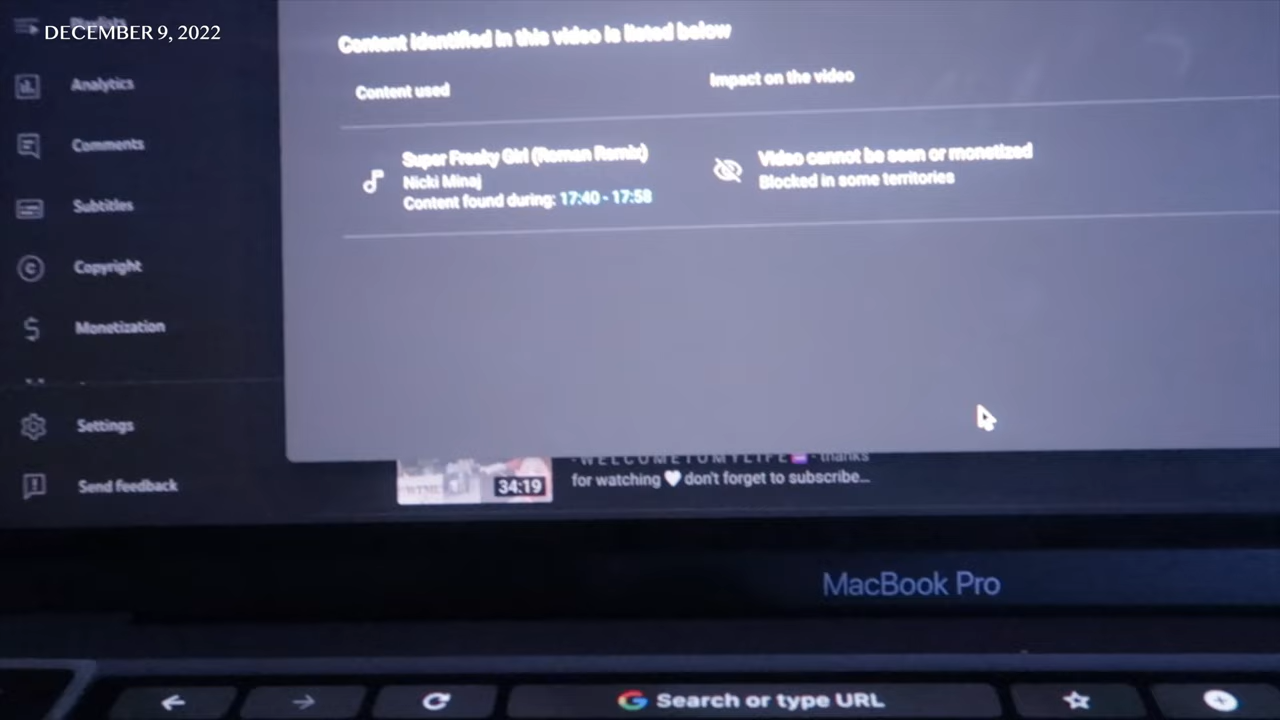 Playlists
DECEMBER 9, 2022
Content identified in this video is listed below
Analytics
Content used
Impact on the video
Comments
Super Freaky Girl (Roman Remix)
Nicki Minaj
Content found during: 17:40 - 17:58
Video cannot be seen or monetized
Blocked in some territories
Subtitles
Copyright
Monetization
Settings
Send feedback
34:19
W E L C O M E T O M Y L I F E - thanks
for watching 🤍 don't forget to subscribe...
MacBook Pro
Search or type URL